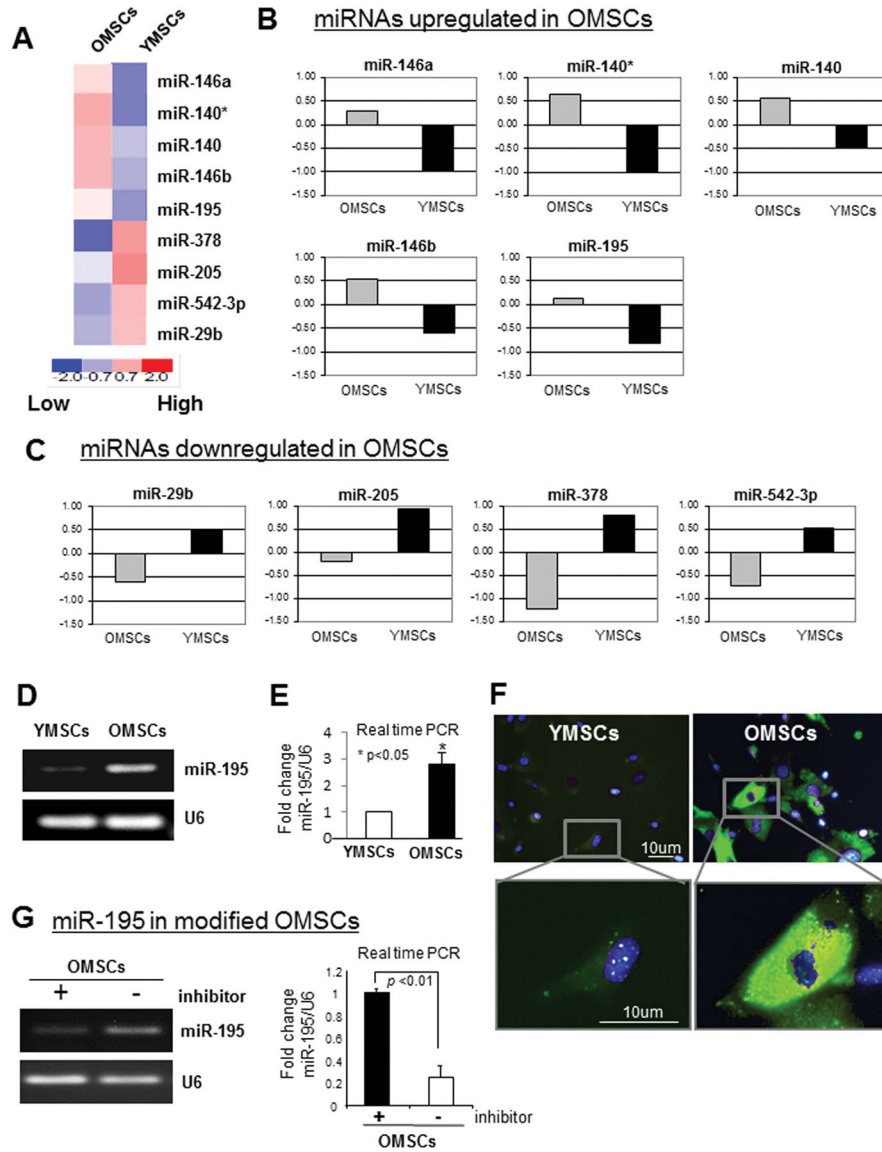 A
OMSCs YMSCs
miR-146a
miR-140*
miR-140
miR-146b
miR-195
miR-378
miR-205
miR-542-3p
miR-29b
-2.0 -0.7 0.7 2.0
Low High
B miRNAs upregulated in OMSCs
miR-146a
1.00
0.50
0.00
-0.50
-1.00
-1.50
OMSCs YMSCs
miR-140*
1.00
0.50
0.00
-0.50
-1.00
-1.50
OMSCs YMSCs
miR-140
1.00
0.50
0.00
-0.50
-1.00
-1.50
OMSCs YMSCs
miR-146b
1.00
0.50
0.00
-0.50
-1.00
-1.50
OMSCs YMSCs
miR-195
1.00
0.50
0.00
-0.50
-1.00
-1.50
OMSCs YMSCs
C miRNAs downregulated in OMSCs
miR-29b
1.00
0.50
0.00
-0.50
-1.00
-1.50
OMSCs YMSCs
miR-205
1.00
0.50
0.00
-0.50
-1.00
-1.50
OMSCs YMSCs
miR-378
1.00
0.50
0.00
-0.50
-1.00
-1.50
OMSCs YMSCs
miR-542-3p
1.00
0.50
0.00
-0.50
-1.00
-1.50
OMSCs YMSCs
D
YMSCs OMSCs
miR-195
U6
E
Real time PCR
* p<0.05
*
Fold change
miR-195/U6
4
3
2
1
0
YMSCs OMSCs
F
YMSCs
10um
OMSCs
10um
G miR-195 in modified OMSCs
OMSCs
+ - inhibitor
miR-195
U6
Real time PCR
p <0.01
Fold change
miR-195/U6
1.2
1
0.8
0.6
0.4
0.2
0
+ - inhibitor
OMSCs